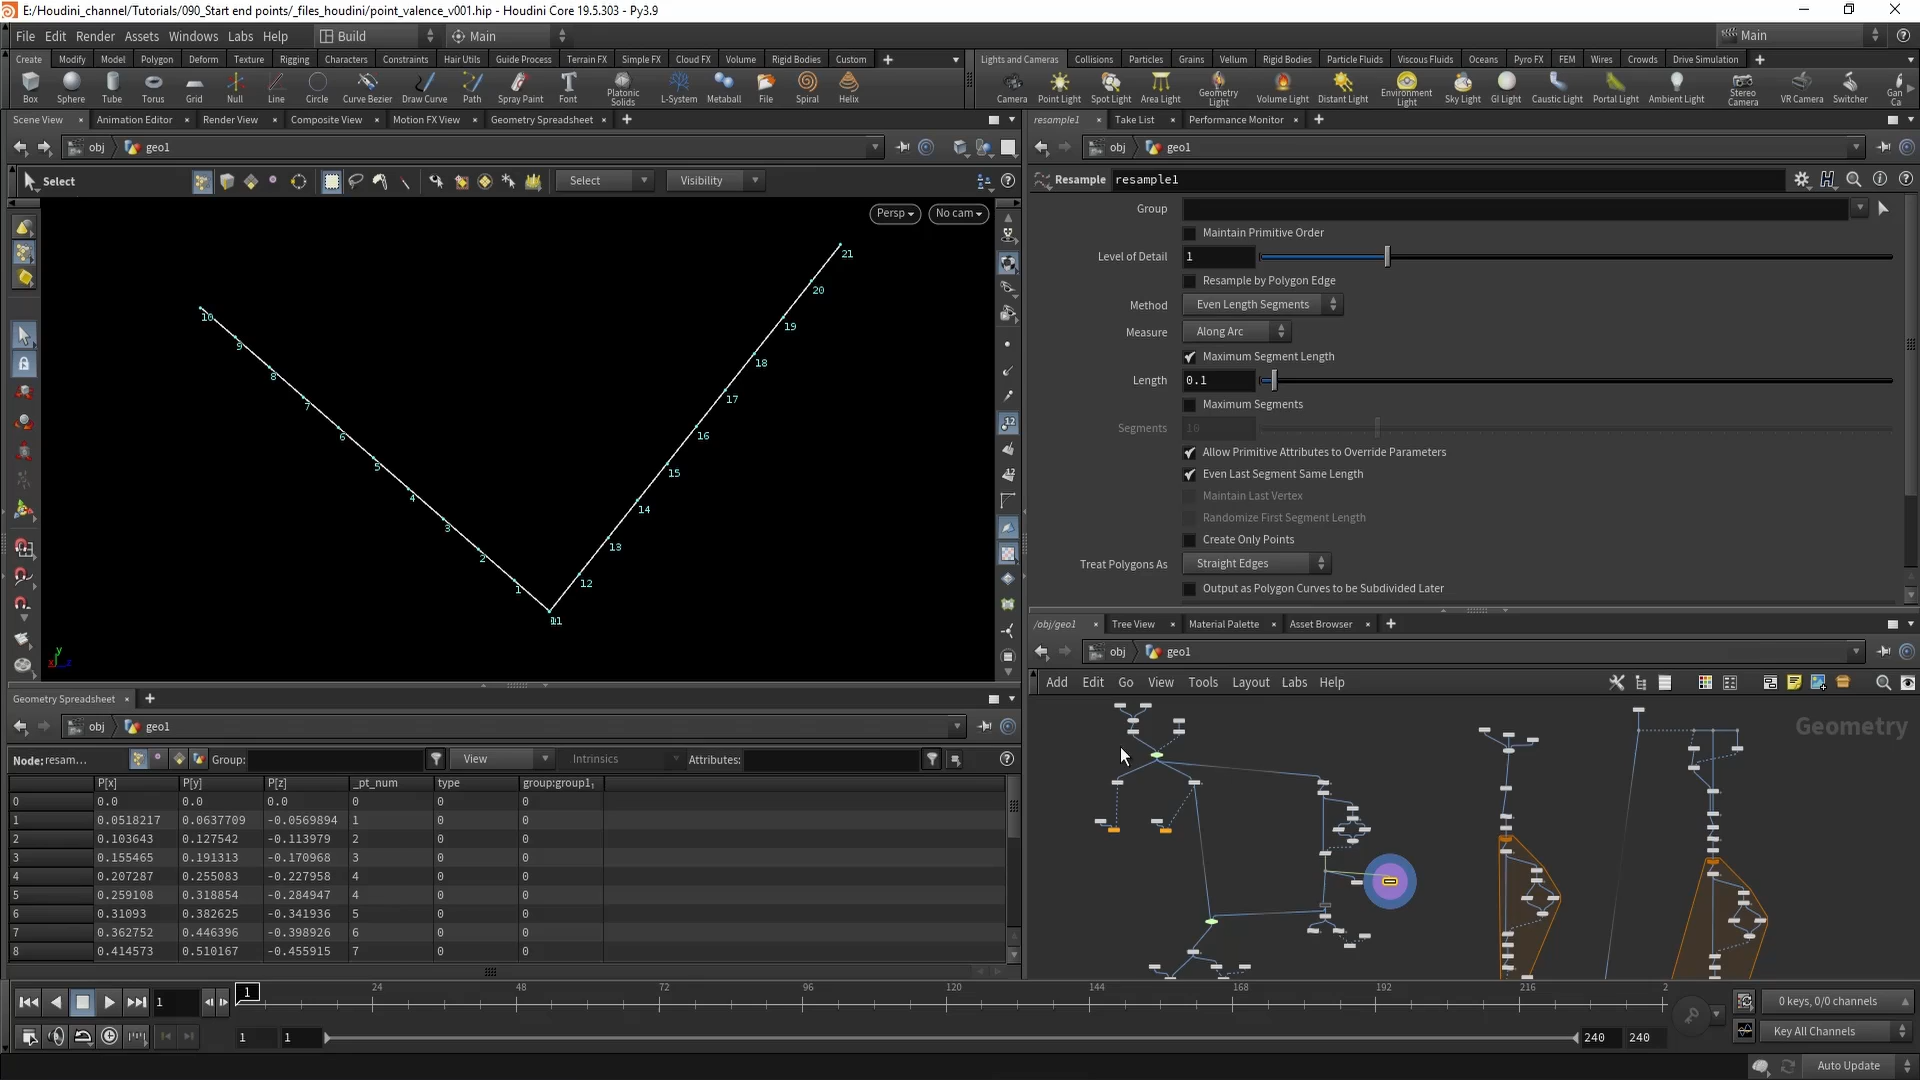 E:/Houdini_channel/Tutorials/090_Start end points/_files_houdini/point_valence_v001.hip - Houdini Core 19.5.303 - Py3.9
File Edit Render Assets Windows Labs Help Build Main Main
Create Modify Model Polygon Deform Texture Rigging Characters Constraints Hair Utils Guide Process Terrain FX Simple FX Cloud FX Volume Rigid Bodies Custom
Lights and Cameras Collisions Particles Grains Vellum Rigid Bodies Particle Fluids Viscous Fluids Oceans Pyro FX FEM Wires Crowds Drive Simulation
Box Sphere Tube Torus Grid Null Line Circle Curve Bezier Draw Curve Path Spray Paint Font Platonic Solids L-System Metaball File Spiral Helix
Camera Point Light Spot Light Area Light Geometry Light Volume Light Distant Light Environment Light Sky Light GI Light Caustic Light Portal Light Ambient Light Stereo Camera VR Camera Switcher Gan Ca
Scene View Animation Editor Render View Composite View Motion FX View Geometry Spreadsheet
obj geo1
Select Select Visibility
Persp No cam
21
20
10
19
9
18
8
17
7
16
6
15
5
4
14
3
13
2
12
1
11
y
x z
resample1 Take List Performance Monitor
obj geo1
Resample resample1
Group
Maintain Primitive Order
Level of Detail 1
Resample by Polygon Edge
Method Even Length Segments
Measure Along Arc
Maximum Segment Length
Length 0.1
Maximum Segments
Segments 10
Allow Primitive Attributes to Override Parameters
Even Last Segment Same Length
Maintain Last Vertex
Randomize First Segment Length
Create Only Points
Treat Polygons As Straight Edges
Output as Polygon Curves to be Subdivided Later
/obj/geo1 Tree View Material Palette Asset Browser
obj geo1
Add Edit Go View Tools Layout Labs Help
Geometry
Geometry Spreadsheet
obj geo1
Node: resam... Group: View Intrinsics Attributes:
P[x] P[y] P[z] _pt_num type group:group1
0 0.0 0.0 0.0 0 0 0
1 0.0518217 0.0637709 -0.0569894 1 0 0
2 0.103643 0.127542 -0.113979 2 0 0
3 0.155465 0.191313 -0.170968 3 0 0
4 0.207287 0.255083 -0.227958 4 0 0
5 0.259108 0.318854 -0.284947 4 0 0
6 0.31093 0.382625 -0.341936 5 0 0
7 0.362752 0.446396 -0.398926 6 0 0
8 0.414573 0.510167 -0.455915 7 0 0
1 1 24 48 72 96 120 144 168 192 216 2
0 keys, 0/0 channels
1 1 240 240 Key All Channels
Auto Update